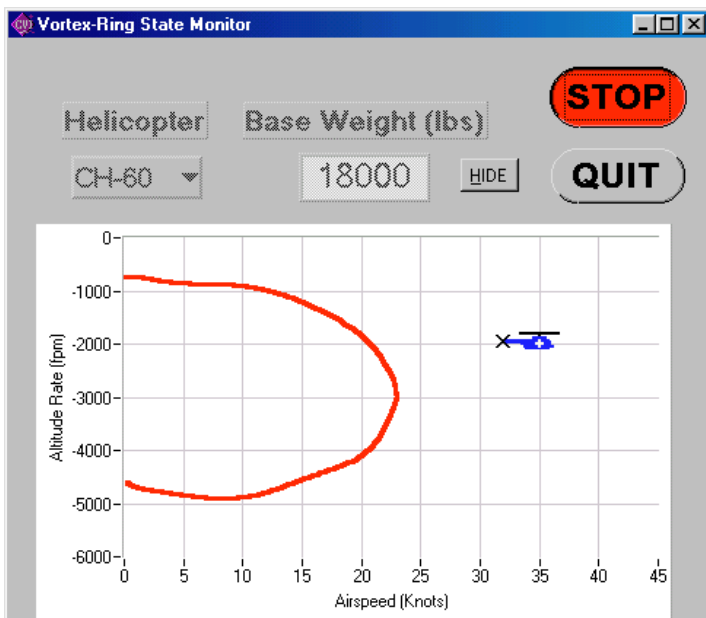 CVI Vortex-Ring State Monitor
Helicopter
Base Weight (lbs)
STOP
CH-60
18000
HIDE
QUIT
Altitude Rate (fpm)
0
-1000
-2000
-3000
-4000
-5000
-6000
0 5 10 15 20 25 30 35 40 45
Airspeed (Knots)